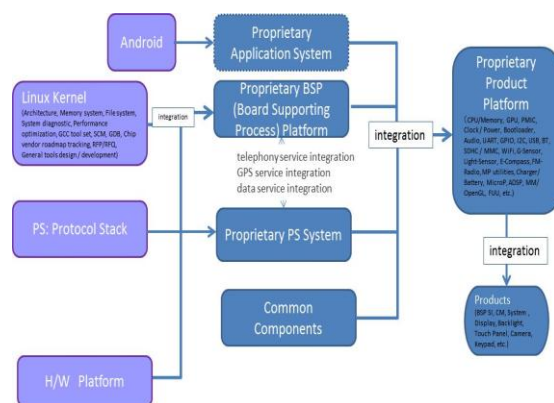 Android
Proprietary
Application System
Linux Kernel
(Architecture, Memory system, File system,
System diagnostic, Performance
optimization, GCC tool set, SCM, GDB, Chip
vendor roadmap tracking, RFP/RFQ,
General tools design / development)
integration
Proprietary BSP
(Board Supporting
Process) Platform
telephony service integration
GPS service integration
data service integration
PS: Protocol Stack
Proprietary PS System
Common
Components
H/W Platform
integration
Proprietary
Product
Platform
(CPU/Memory, GPU, PMIC,
Clock / Power, Bootloader,
Audio, UART, GPIO, I2C, USB, BT,
SDHC / MMC, WiFi, G-Sensor,
Light-Sensor, E-Compass, FM-
Radio, MP utilities, Charger/
Battery, MicroP, ADSP, MM/
OpenGL, etc.)
integration
Products
(BSP SI, CM, System ,
Display, Backlight,
Touch Panel, Camera,
Keypad, etc.)